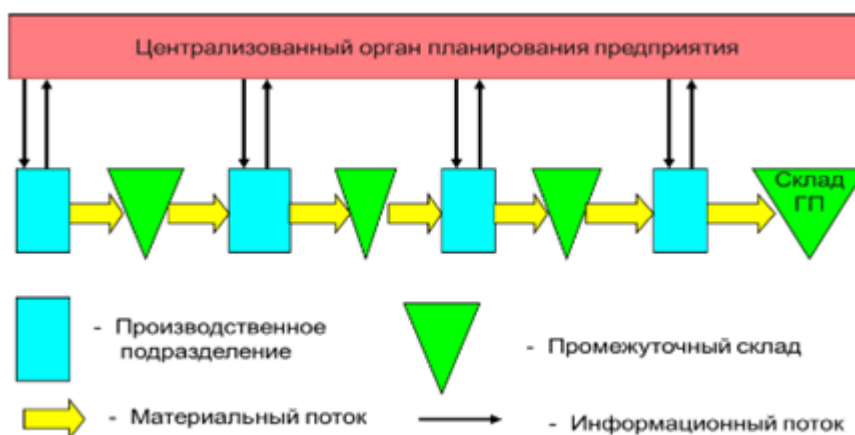 Централизованный орган планирования предприятия
Склад
ГП
- Производственное
подразделение
- Промежуточный склад
- Материальный поток
- Информационный поток